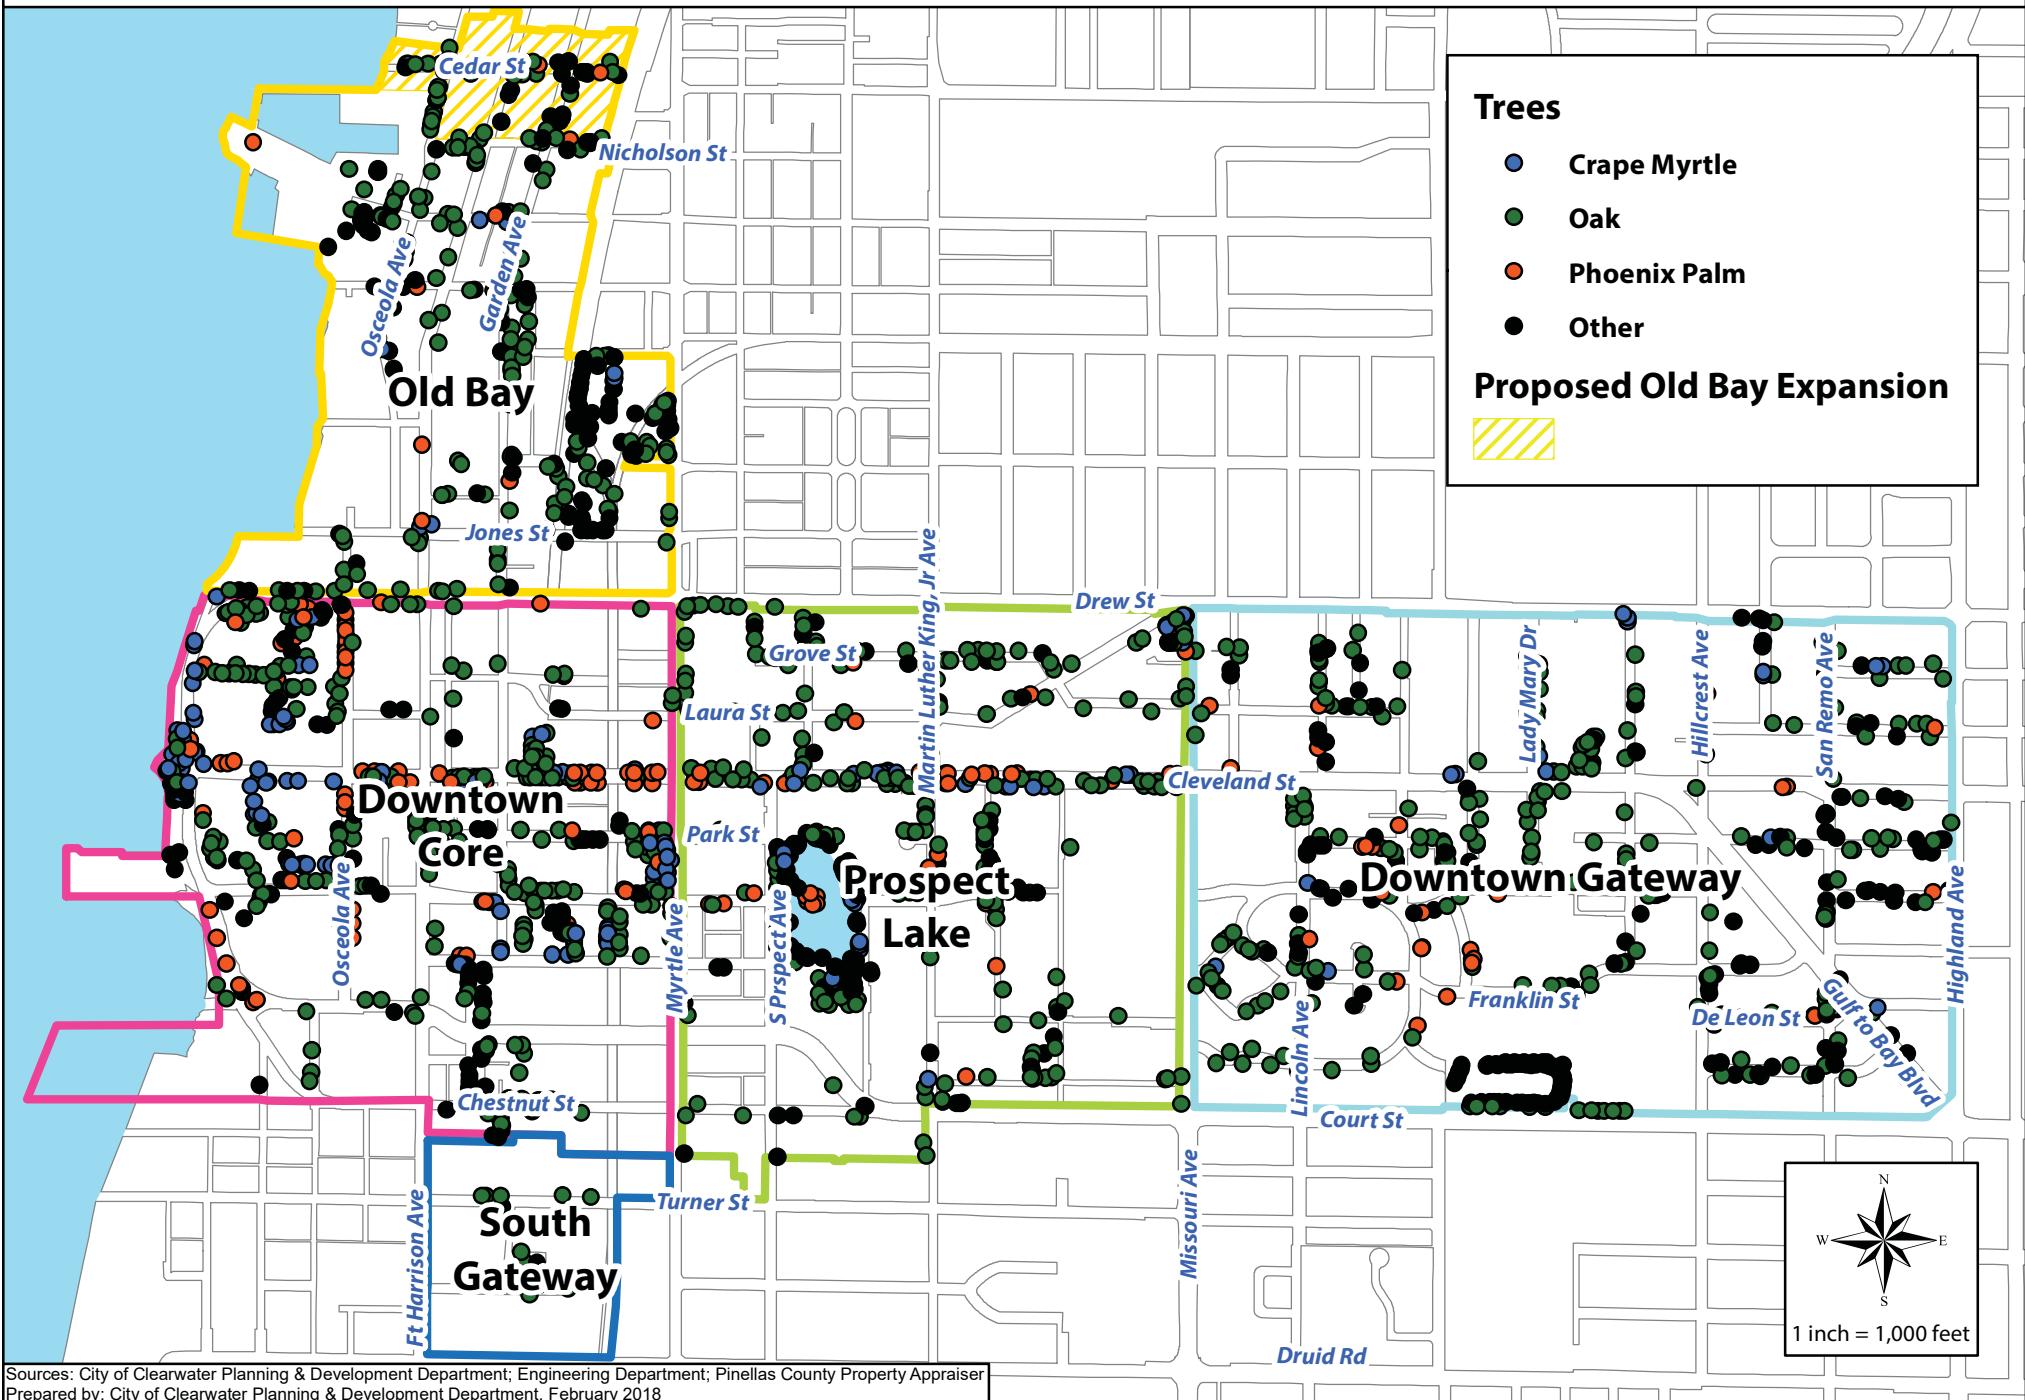 Cedar St
Nicholson St
Trees
Crape Myrtle
Oak
Phoenix Palm
Other
Proposed Old Bay Expansion
Osceola Ave
Garden Ave
Old Bay
Jones St
Martin Luther King, Jr Ave
Drew St
Grove St
Laura St
Lady Mary Dr
Hillcrest Ave
San Remo Ave
Cleveland St
Downtown
Core
Park St
Prospect
Lake
Downtown Gateway
Osceola Ave
Myrtle Ave
S Prspect Ave
Highland Ave
Lincoln Ave
Franklin St
De Leon St
Gulf to Bay Blvd
Chestnut St
Court St
Ft Harrison Ave
South
Gateway
Turner St
Missouri Ave
Druid Rd
N
W
E
S
1 inch = 1,000 feet
Sources: City of Clearwater Planning & Development Department; Engineering Department; Pinellas County Property Appraiser
Prepared by: City of Clearwater Planning & Development Department, February 2018